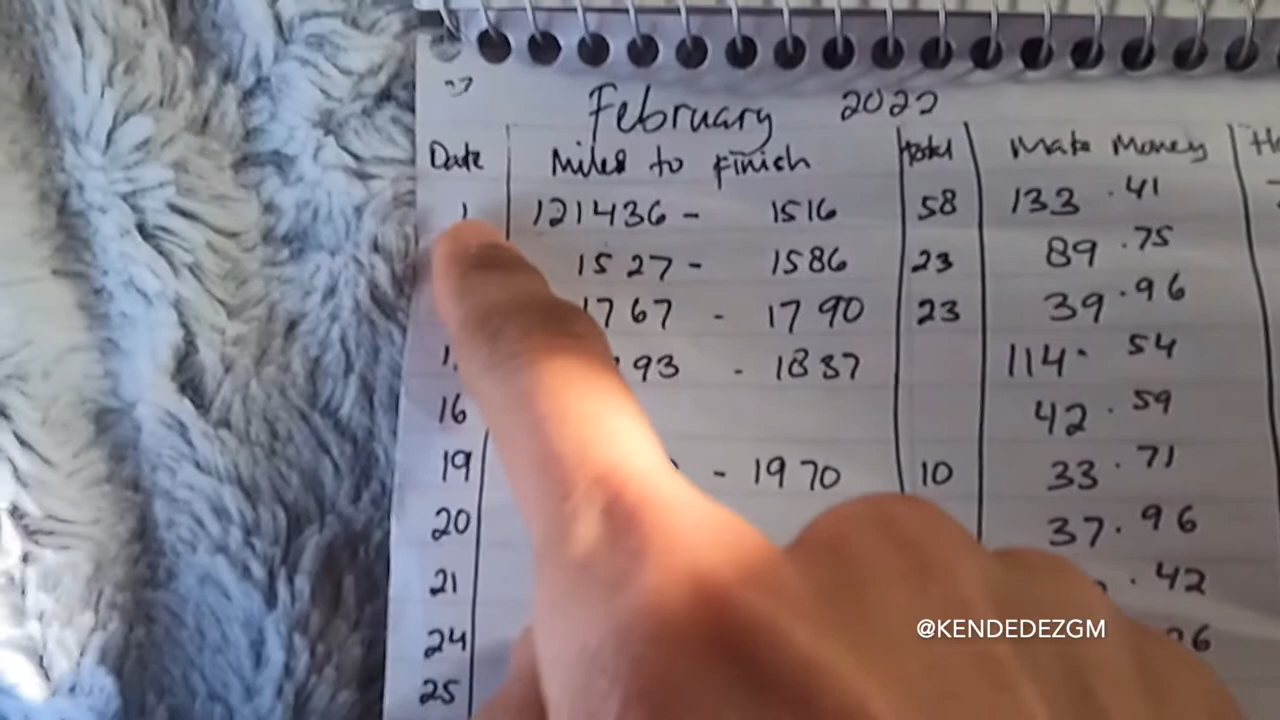 February 2022
Date miles to Finish total Make Money
1 121436 - 1516 58 133.41
1527 - 1586 23 89.75
1767 - 1790 23 39.96
93 - 1837 114.54
16 42.59
19 - 1970 10 33.71
20 37.96
21 .42
24
25
@KENDEDEZGM